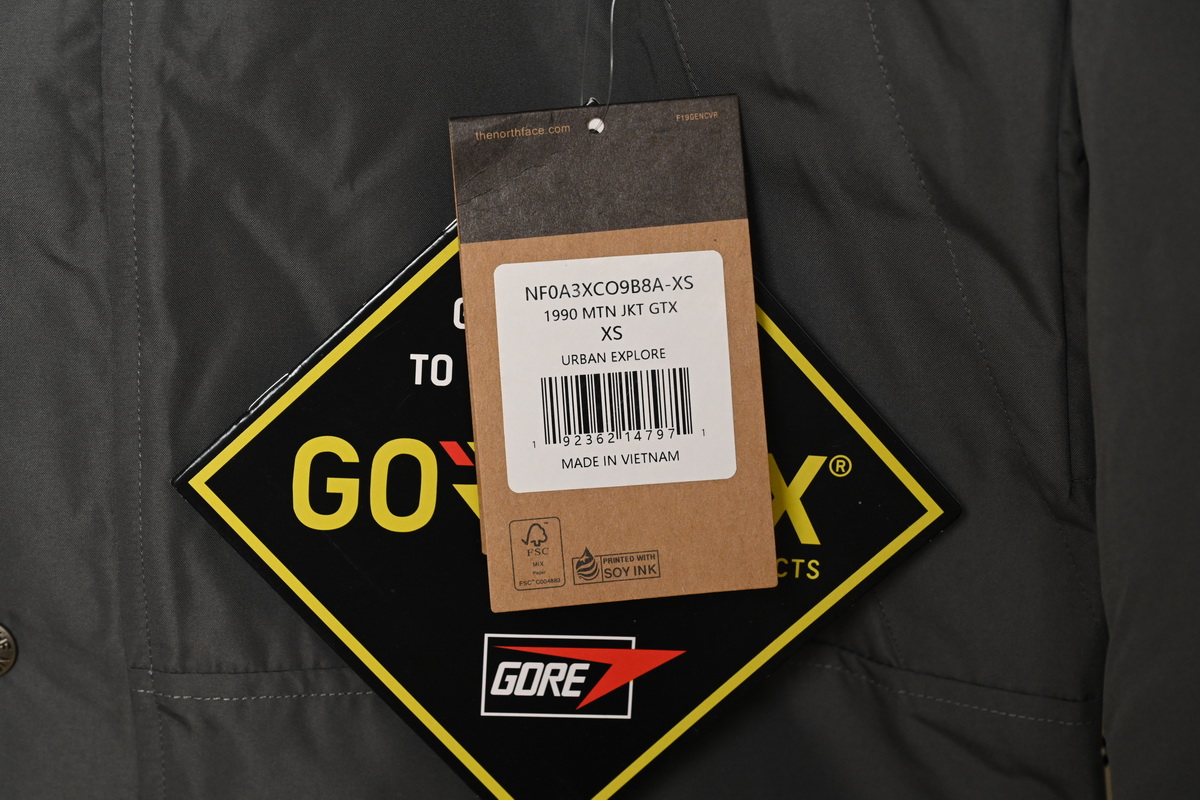 thenorthface.com
F19GENCVR
NF0A3XCO9B8A-XS
1990 MTN JKT GTX
XS
URBAN EXPLORE
1 92362 14797 1
MADE IN VIETNAM
FSC
MIX
Paper
PRINTED WITH
SOY INK
TO
GO
X®
CTS
GORE